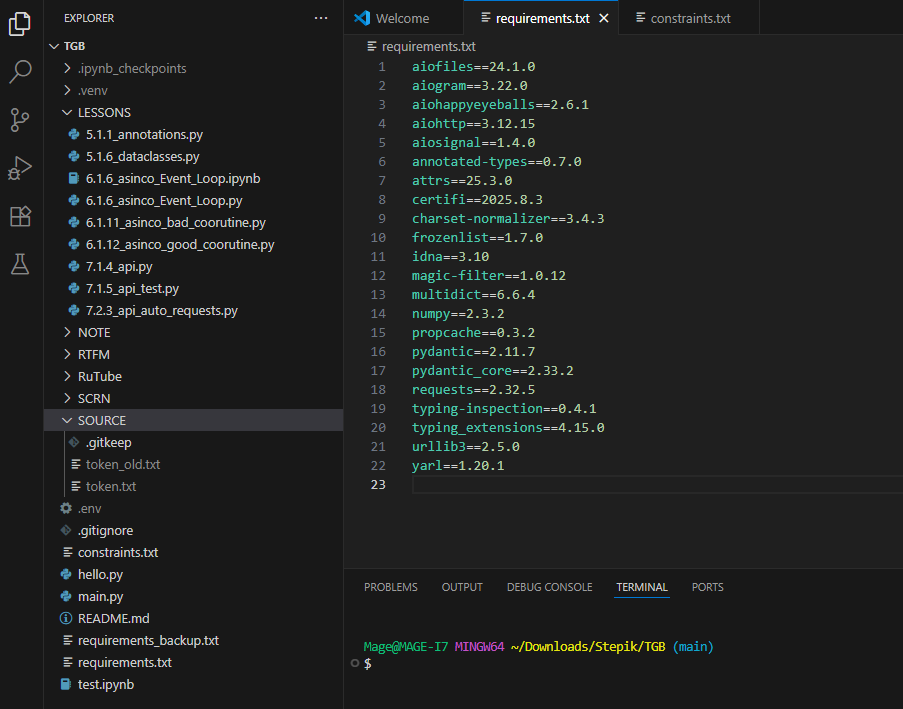 EXPLORER
TGB
.ipynb_checkpoints
.venv
LESSONS
5.1.1_annotations.py
5.1.6_dataclasses.py
6.1.6_asinco_Event_Loop.ipynb
6.1.6_asinco_Event_Loop.py
6.1.11_asinco_bad_coorutine.py
6.1.12_asinco_good_coorutine.py
7.1.4_api.py
7.1.5_api_test.py
7.2.3_api_auto_requests.py
NOTE
RTFM
RuTube
SCRN
SOURCE
.gitkeep
token_old.txt
token.txt
.env
.gitignore
constraints.txt
hello.py
main.py
README.md
requirements_backup.txt
requirements.txt
test.ipynb
Welcome requirements.txt constraints.txt
requirements.txt
1 aiofiles==24.1.0
2 aiogram==3.22.0
3 aiohappyeyeballs==2.6.1
4 aiohttp==3.12.15
5 aiosignal==1.4.0
6 annotated-types==0.7.0
7 attrs==25.3.0
8 certifi==2025.8.3
9 charset-normalizer==3.4.3
10 frozenlist==1.7.0
11 idna==3.10
12 magic-filter==1.0.12
13 multidict==6.6.4
14 numpy==2.3.2
15 propcache==0.3.2
16 pydantic==2.11.7
17 pydantic_core==2.33.2
18 requests==2.32.5
19 typing-inspection==0.4.1
20 typing_extensions==4.15.0
21 urllib3==2.5.0
22 yarl==1.20.1
23
PROBLEMS OUTPUT DEBUG CONSOLE TERMINAL PORTS
Mage@MAGE-I7 MINGW64 ~/Downloads/Stepik/TGB (main)
$